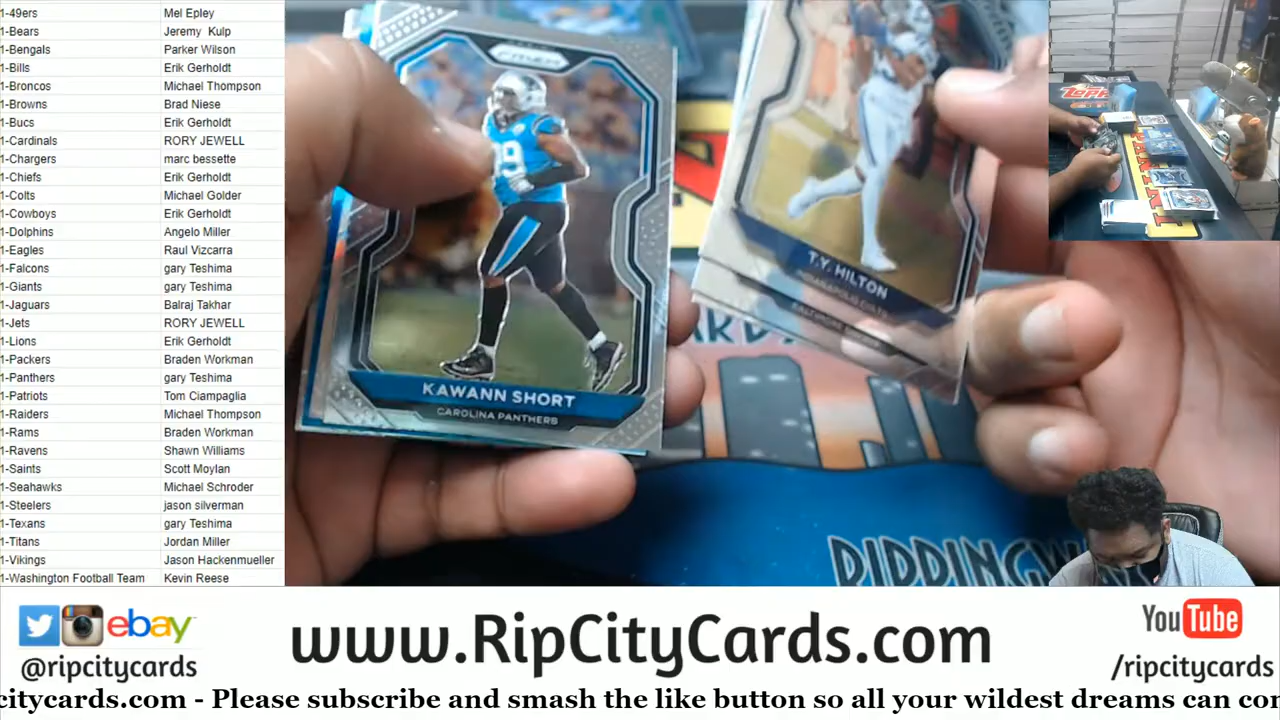 1-49ers Mel Epley
1-Bears Jeremy Kulp
1-Bengals Parker Wilson
1-Bills Erik Gerholdt
1-Broncos Michael Thompson
1-Browns Brad Niese
1-Bucs Erik Gerholdt
1-Cardinals RORY JEWELL
1-Chargers marc bessette
1-Chiefs Erik Gerholdt
1-Colts Michael Golder
1-Cowboys Erik Gerholdt
1-Dolphins Angelo Miller
1-Eagles Raul Vizcarra
1-Falcons gary Teshima
1-Giants gary Teshima
1-Jaguars Balraj Takhar
1-Jets RORY JEWELL
1-Lions Erik Gerholdt
1-Packers Braden Workman
1-Panthers gary Teshima
1-Patriots Tom Ciampaglia
1-Raiders Michael Thompson
1-Rams Braden Workman
1-Ravens Shawn Williams
1-Saints Scott Moylan
1-Seahawks Michael Schroder
1-Steelers jason silverman
1-Texans gary Teshima
1-Titans Jordan Miller
1-Vikings Jason Hackenmueller
1-Washington Football Team Kevin Reese
PRIZM
KAWANN SHORT
CAROLINA PANTHERS
T.Y. HILTON
INDIANAPOLIS COLTS
TOPPS
PANINI
ebay
@ripcitycards
www.RipCityCards.com
YouTube
/ripcitycards
citycards.com - Please subscribe and smash the like button so all your wildest dreams can con